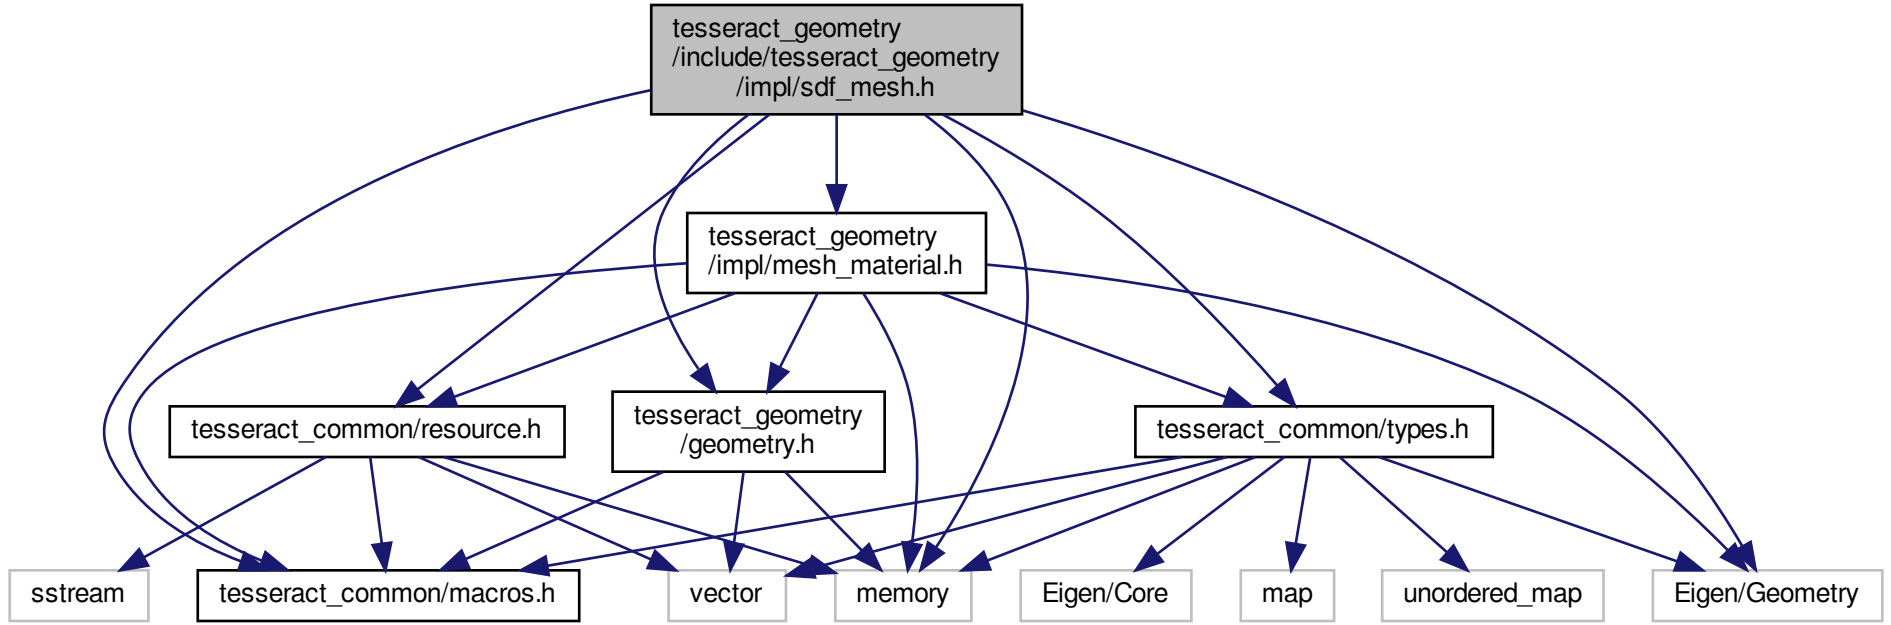 tesseract_geometry
/include/tesseract_geometry
/impl/sdf_mesh.h
tesseract_geometry
/impl/mesh_material.h
tesseract_common/resource.h
tesseract_geometry
/geometry.h
tesseract_common/types.h
sstream
tesseract_common/macros.h
vector
memory
Eigen/Core
map
unordered_map
Eigen/Geometry